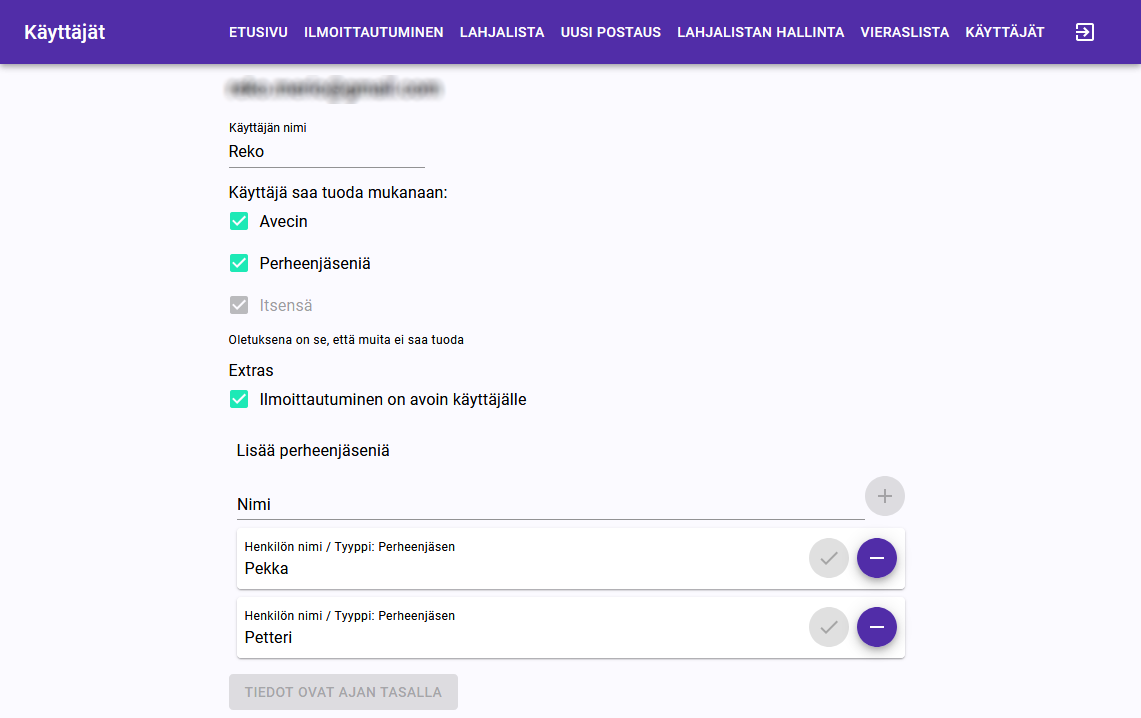 Käyttäjät
ETUSIVU ILMOITTAUTUMINEN LAHJALISTA UUSI POSTAUS LAHJALISTAN HALLINTA VIERASLISTA KÄYTTÄJÄT
Käyttäjän nimi
Reko
Käyttäjä saa tuoda mukanaan:
Avecin
Perheenjäseniä
Itsensä
Oletuksena on se, että muita ei saa tuoda
Extras
Ilmoittautuminen on avoin käyttäjälle
Lisää perheenjäseniä
Nimi
Henkilön nimi / Tyyppi: Perheenjäsen
Pekka
Henkilön nimi / Tyyppi: Perheenjäsen
Petteri
TIEDOT OVAT AJAN TASALLA